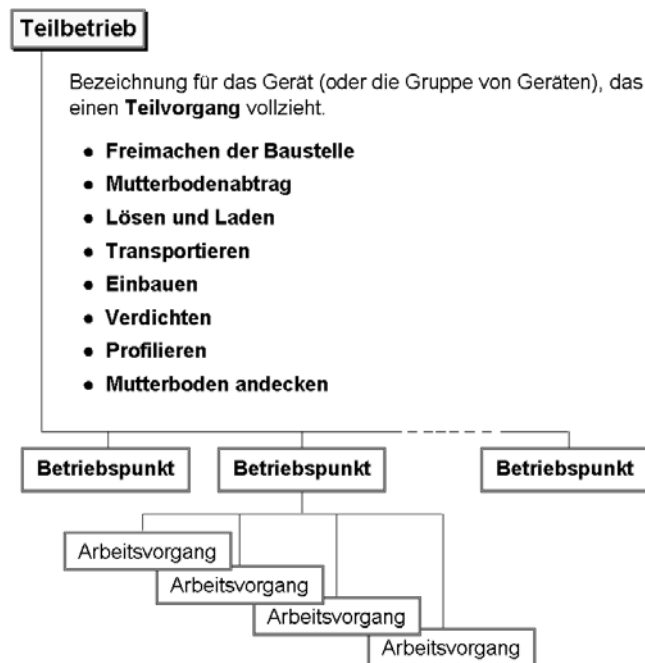 Teilbetrieb
Bezeichnung für das Gerät (oder die Gruppe von Geräten), das
einen Teilvorgang vollzieht.
• Freimachen der Baustelle
• Mutterbodenabtrag
• Lösen und Laden
• Transportieren
• Einbauen
• Verdichten
• Profilieren
• Mutterboden andecken
Betriebspunkt Betriebspunkt Betriebspunkt
Arbeitsvorgang
Arbeitsvorgang
Arbeitsvorgang
Arbeitsvorgang